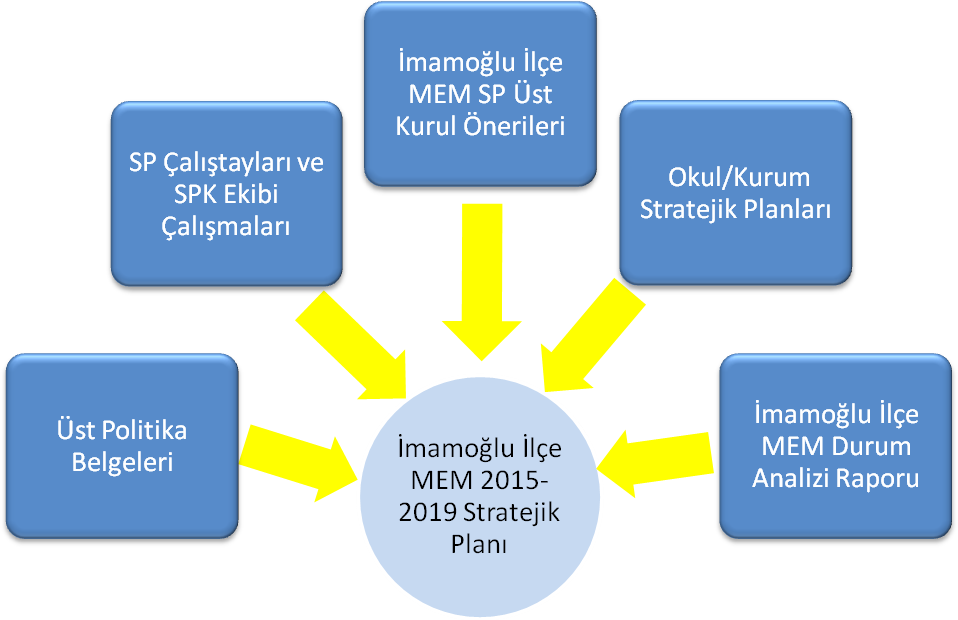 İmamoğlu İlçe
MEM SP Üst
Kurul Önerileri
SP Çalıştayları ve
SPK Ekibi
Çalışmaları
Okul/Kurum
Stratejik Planları
Üst Politika
Belgeleri
İmamoğlu İlçe
MEM Durum
Analizi Raporu
İmamoğlu İlçe
MEM 2015-
2019 Stratejik
Planı